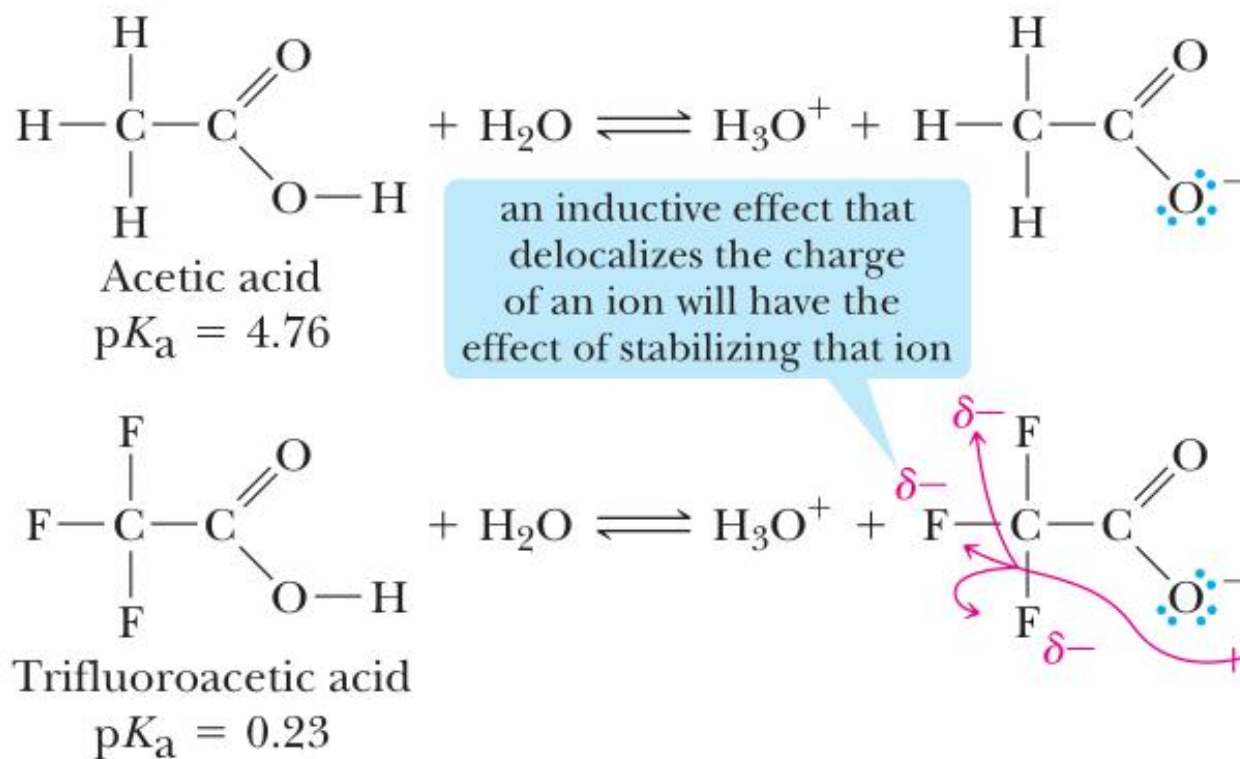 H
O
H—C—C + H₂O ⇌ H₃O⁺ +
H
O—H
Acetic acid
pKa = 4.76
H
O
H—C—C
H
O −
an inductive effect that
delocalizes the charge
of an ion will have the
effect of stabilizing that ion
F
O
F—C—C + H₂O ⇌ H₃O⁺ +
F
O—H
Trifluoroacetic acid
pKa = 0.23
δ− F
O
δ−
F—C—C
F
O −
δ−